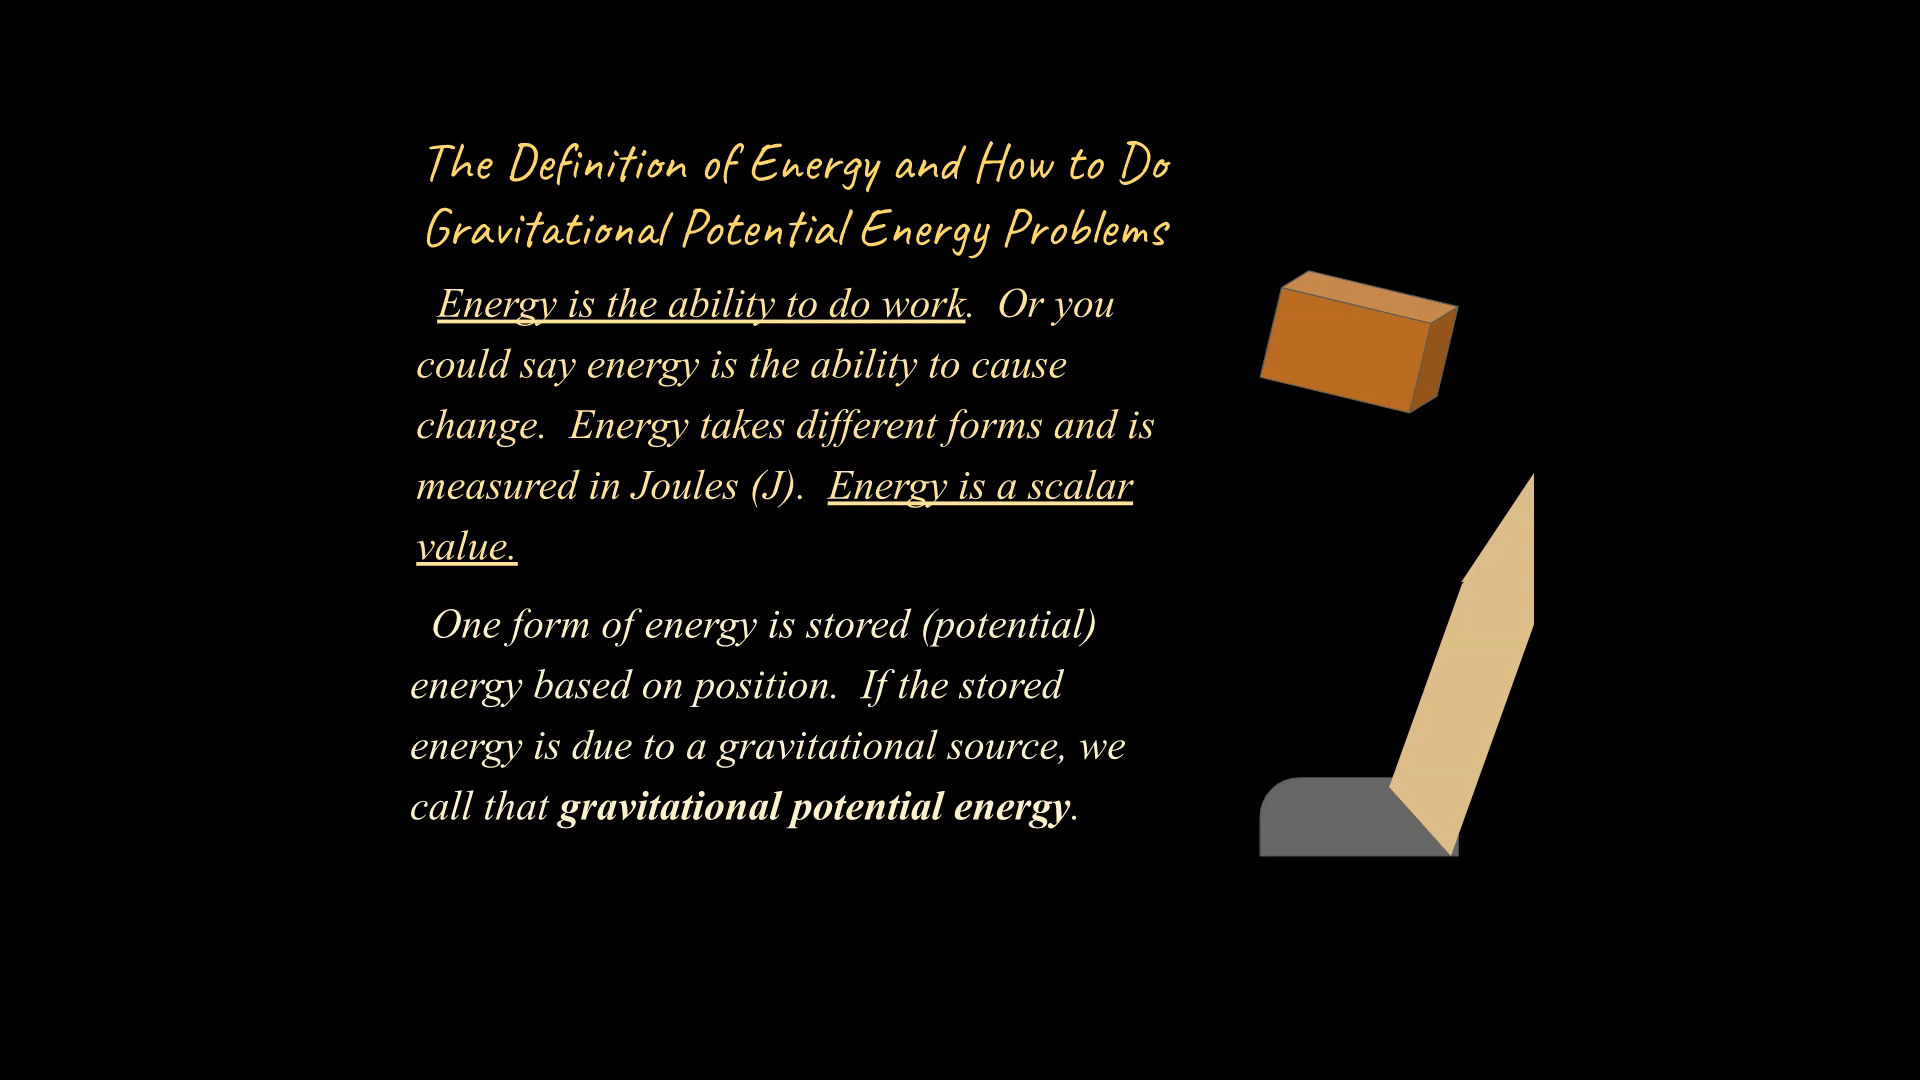 The Definition of Energy and How to Do
Gravitational Potential Energy Problems
Energy is the ability to do work.  Or you
could say energy is the ability to cause
change.  Energy takes different forms and is
measured in Joules (J).  Energy is a scalar
value.
One form of energy is stored (potential)
energy based on position.  If the stored
energy is due to a gravitational source, we
call that gravitational potential energy.